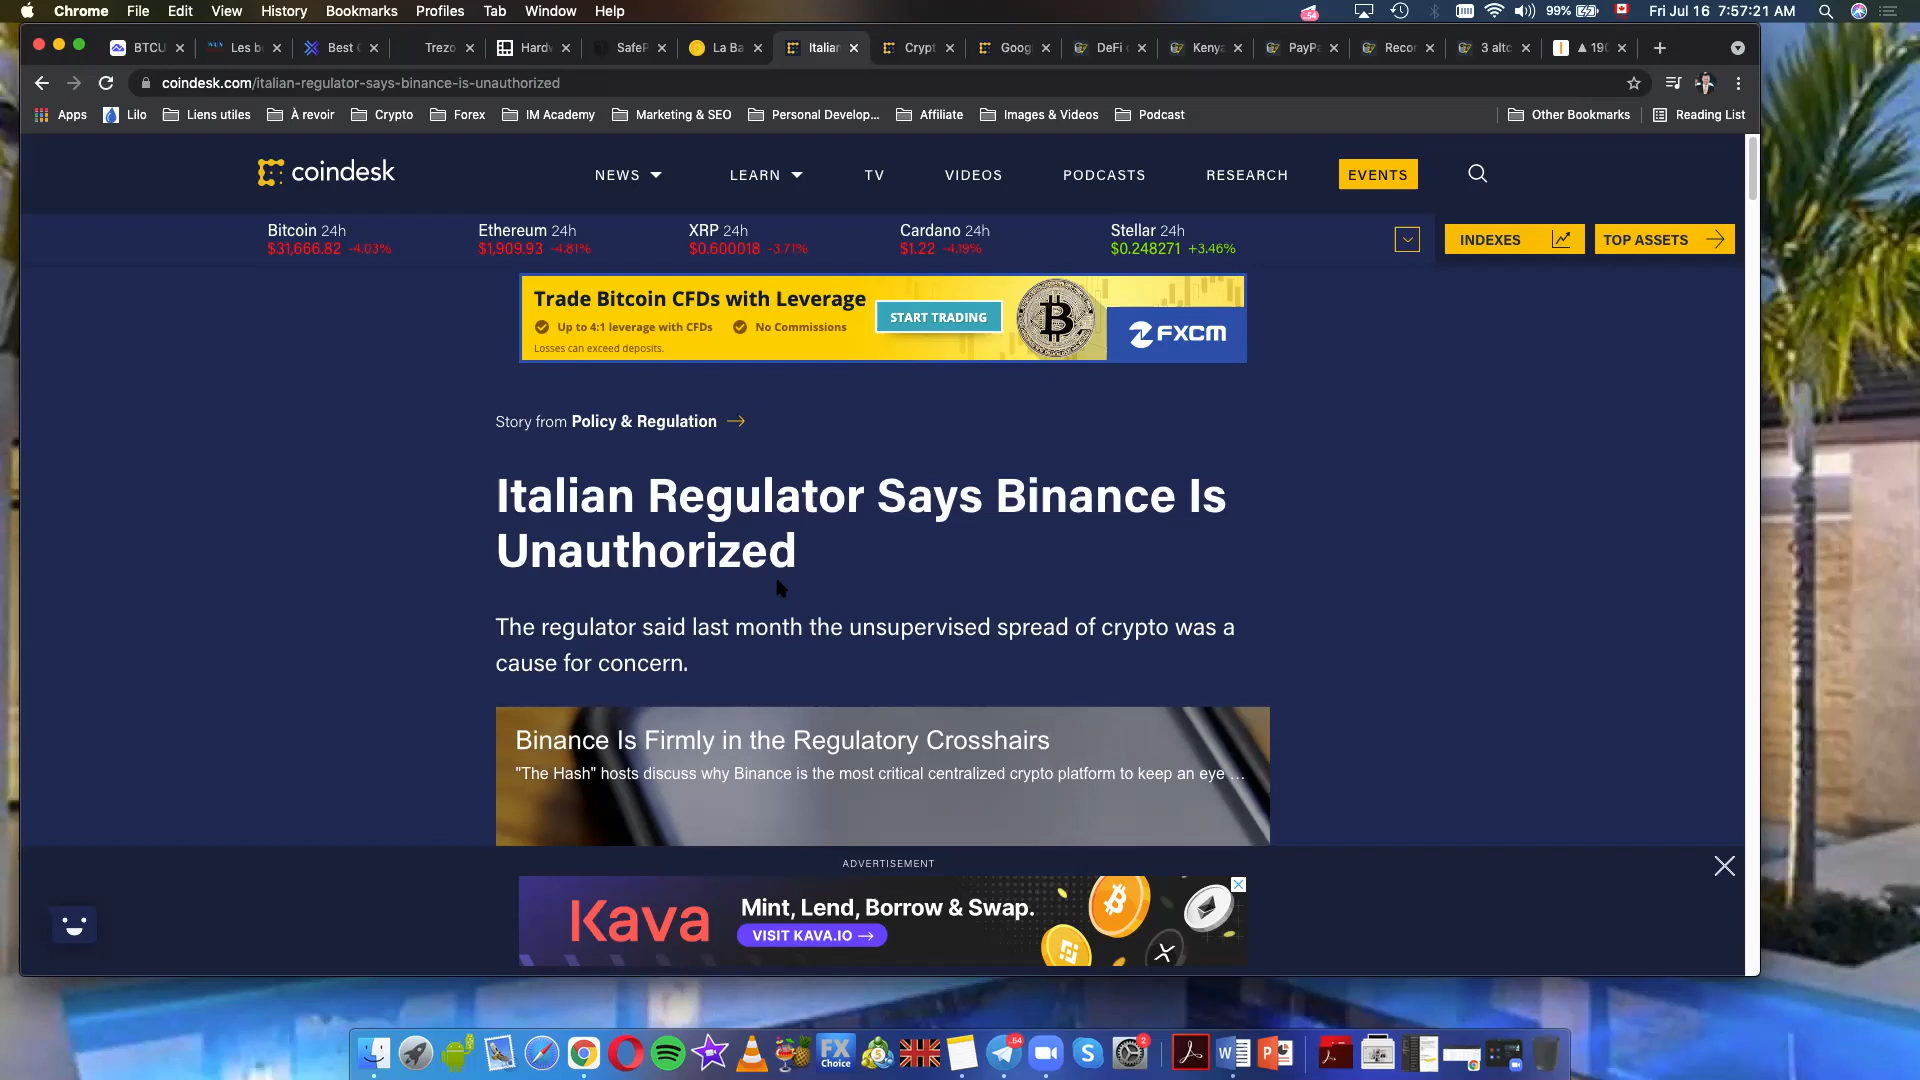 Chrome File Edit View History Bookmarks Profiles Tab Window Help
99% Fri Jul 16 7:57:21 AM
BTCU Les b Best Trezo Hardw SafeP La Ba Italian Crypt Goog DeFi Kenya PayPa Reco 3 altc
coindesk.com/italian-regulator-says-binance-is-unauthorized
Apps Lilo Liens utiles À revoir Crypto Forex IM Academy Marketing & SEO Personal Develop... Affiliate Images & Videos Podcast Other Bookmarks Reading List
coindesk NEWS LEARN TV VIDEOS PODCASTS RESEARCH EVENTS
Bitcoin 24h Ethereum 24h XRP 24h Cardano 24h Stellar 24h
$31,666.82 -4.03% $1,909.93 -4.81% $0.600018 -3.71% $1.22 -4.19% $0.248271 +3.46%
INDEXES TOP ASSETS
Trade Bitcoin CFDs with Leverage
Up to 4:1 leverage with CFDs No Commissions
Losses can exceed deposits.
START TRADING
FXCM
Story from Policy & Regulation
Italian Regulator Says Binance Is
Unauthorized
The regulator said last month the unsupervised spread of crypto was a
cause for concern.
Binance Is Firmly in the Regulatory Crosshairs
"The Hash" hosts discuss why Binance is the most critical centralized crypto platform to keep an eye ...
ADVERTISEMENT
Kava
Mint, Lend, Borrow & Swap.
VISIT KAVA.IO
FX
Choice
5
64
2